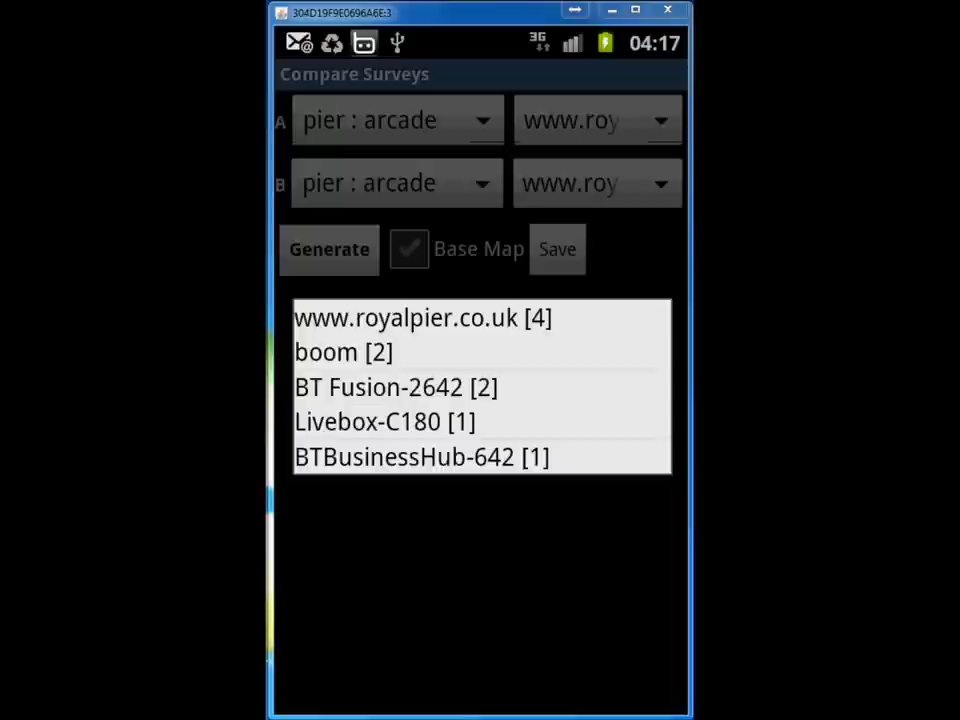 304D19F9E0696A6E:3
3G 04:17
Compare Surveys
A pier : arcade www.roy
B pier : arcade www.roy
Generate Base Map Save
www.royalpier.co.uk [4]
boom [2]
BT Fusion-2642 [2]
Livebox-C180 [1]
BTBusinessHub-642 [1]